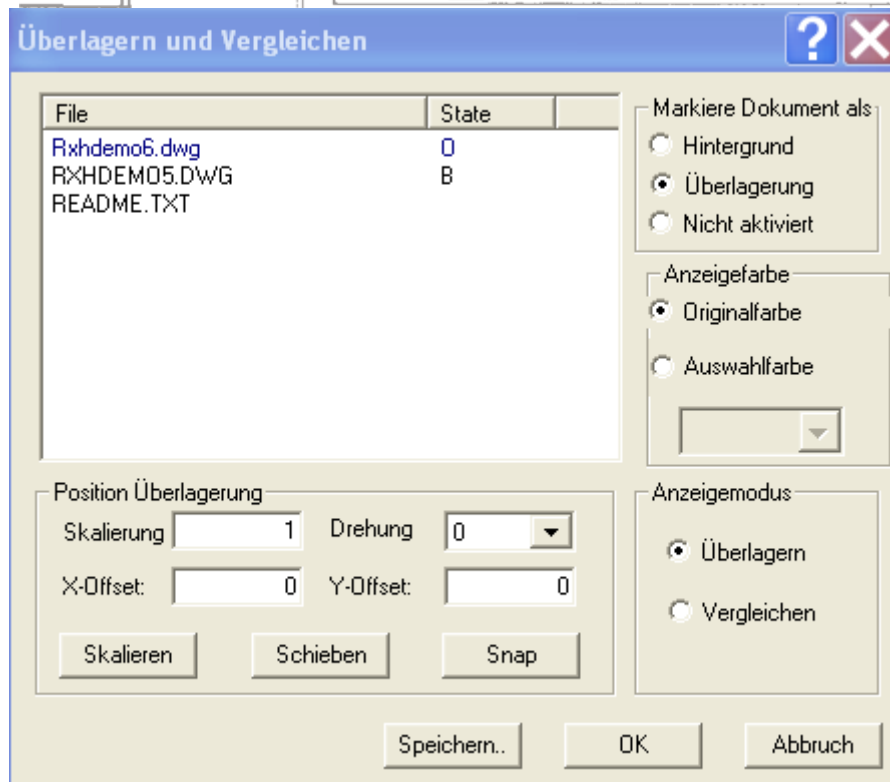 Überlagern und Vergleichen
File State
Rxhdemo6.dwg O
RXHDEMO5.DWG B
README.TXT
Markiere Dokument als
Hintergrund
Überlagerung
Nicht aktiviert
Anzeigefarbe
Originalfarbe
Auswahlfarbe
Position Überlagerung
Skalierung 1 Drehung 0
X-Offset: 0 Y-Offset: 0
Skalieren Schieben Snap
Anzeigemodus
Überlagern
Vergleichen
Speichern.. OK Abbruch